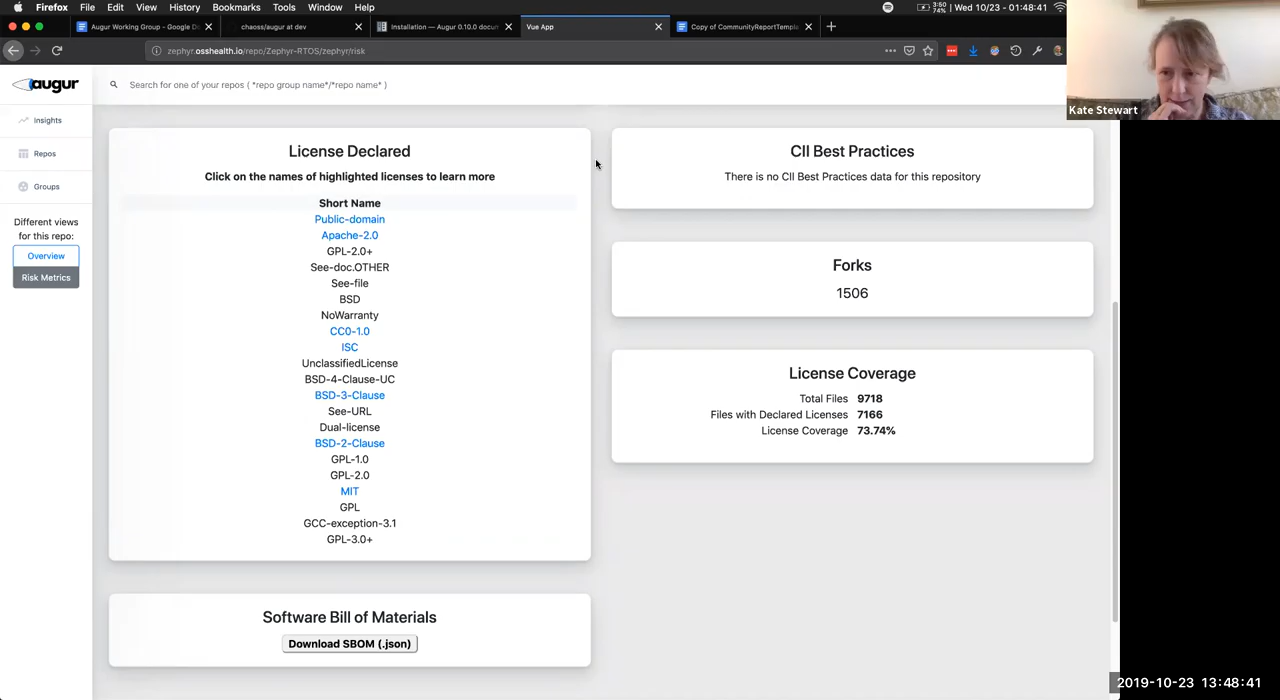 Firefox File Edit View History Bookmarks Tools Window Help
3:50 74% Wed 10/23 - 01:48:41
Augur Working Group - Google Do
chaoss/augur at dev
Installation — Augur 0.10.0 docum
Vue App
Copy of CommunityReportTempla
zephyr.osshealth.io/repo/Zephyr-RTOS/zephyr/risk
Kate Stewart
augur
Search for one of your repos ( *repo group name*/*repo name* )
Insights
Repos
Groups
Different views
for this repo:
Overview
Risk Metrics
License Declared
Click on the names of highlighted licenses to learn more
Short Name
Public-domain
Apache-2.0
GPL-2.0+
See-doc.OTHER
See-file
BSD
NoWarranty
CC0-1.0
ISC
UnclassifiedLicense
BSD-4-Clause-UC
BSD-3-Clause
See-URL
Dual-license
BSD-2-Clause
GPL-1.0
GPL-2.0
MIT
GPL
GCC-exception-3.1
GPL-3.0+
Software Bill of Materials
Download SBOM (.json)
CII Best Practices
There is no CII Best Practices data for this repository
Forks
1506
License Coverage
Total Files 9718
Files with Declared Licenses 7166
License Coverage 73.74%
2019-10-23 13:48:41